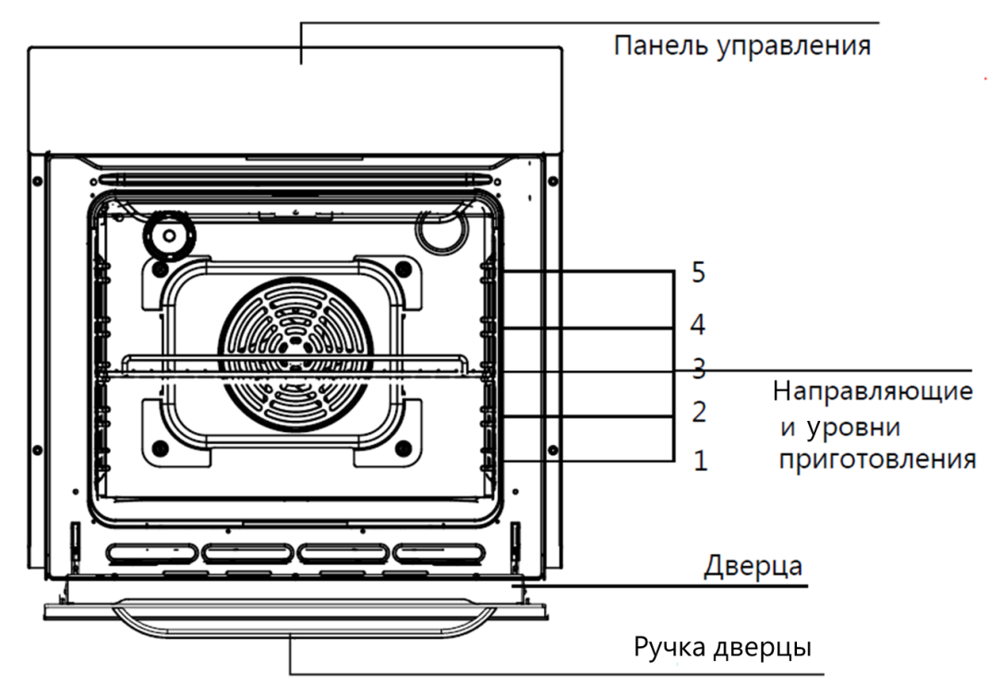 Панель управления
5
4
3
2
1
Направляющие
и уровни
приготовления
Дверца
Ручка дверцы